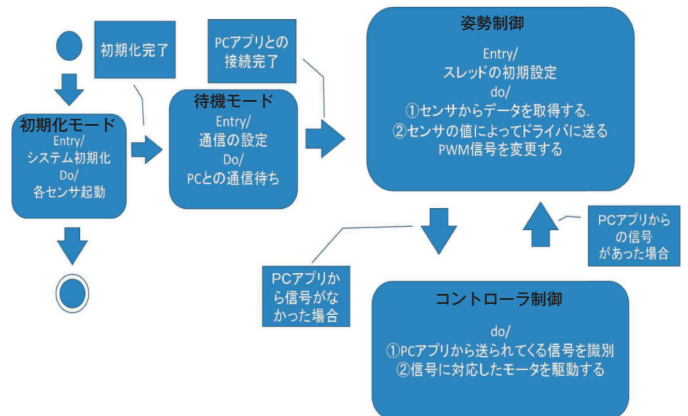 初期化完了
PCアプリとの
接続完了
初期化モード
Entry/
システム初期化
Do/
各センサ起動
待機モード
Entry/
通信の設定
Do/
PCとの通信待ち
姿勢制御
Entry/
スレッドの初期設定
do/
①センサからデータを取得する.
②センサの値によってドライバに送る
PWM信号を変更する
PCアプリか
ら信号がな
かった場合
PCアプリから
の信号
があった場合
コントローラ制御
do/
①PCアプリから送られてくる信号を識別
②信号に対応したモータを駆動する